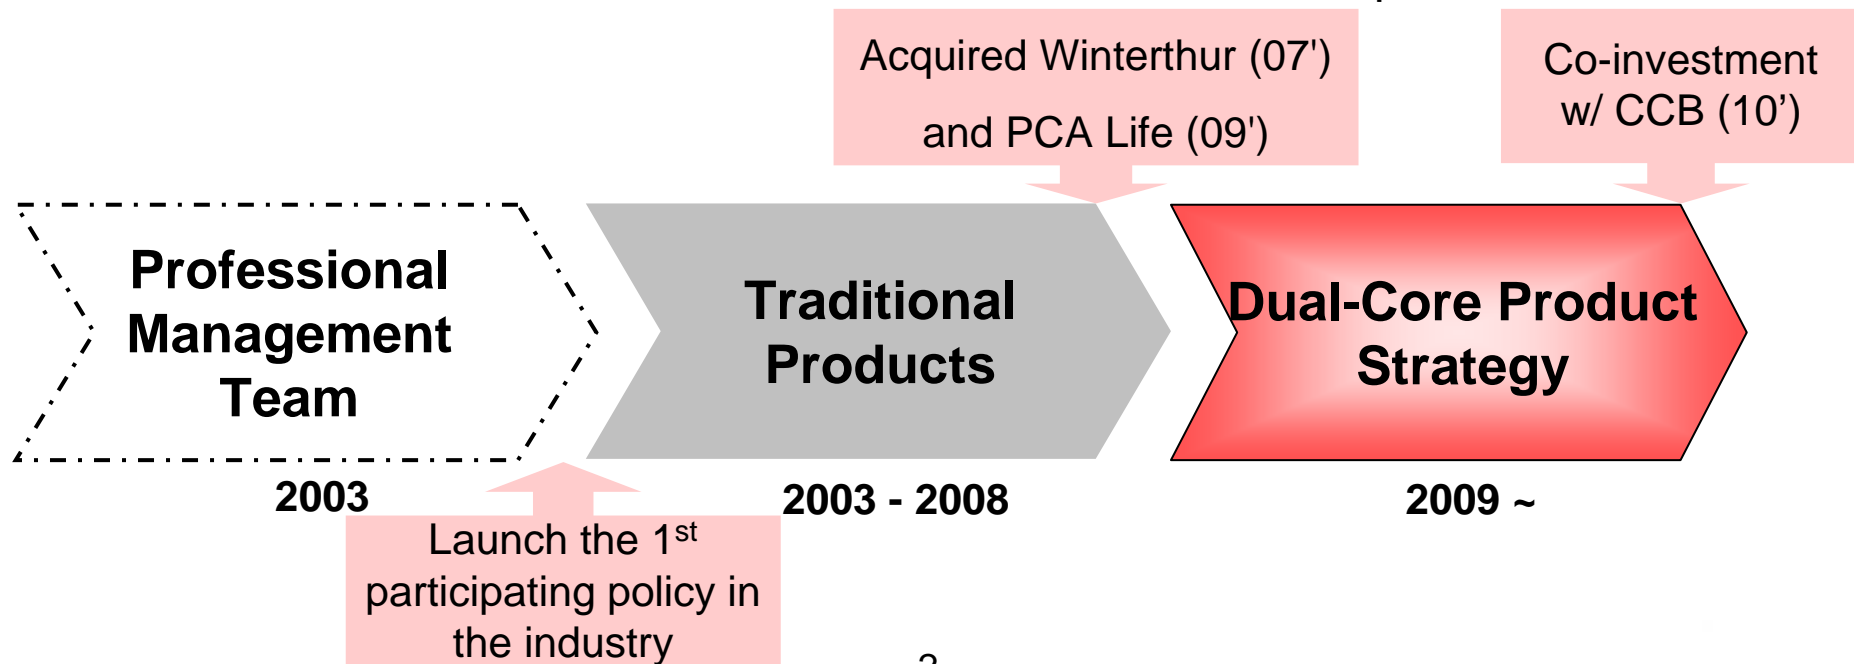 Acquired Winterthur (07')
and PCA Life (09')
Co-investment
w/ CCB (10’)
Professional
Management
Team
Traditional
Products
Dual-Core Product
Strategy
2003
2003 - 2008
2009 ~
Launch the 1st
participating policy in
the industry